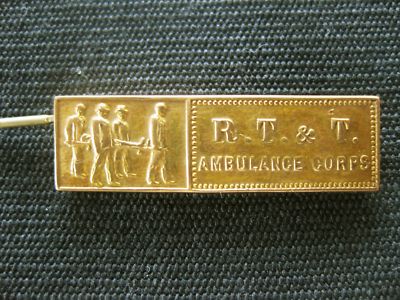 R. T. & T.
AMBULANCE CORPS